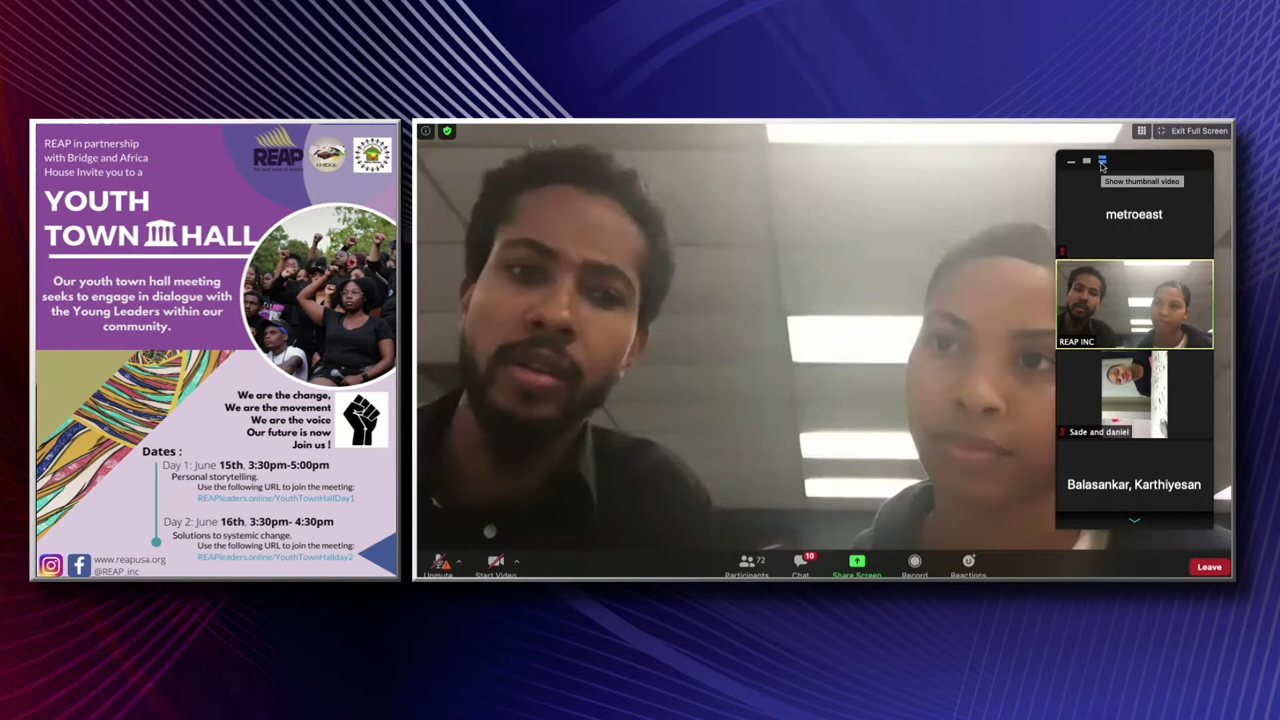 REAP in partnership
with Bridge and Africa
House Invite you to a
YOUTH
TOWN HALL
REAP
Our youth town hall meeting
seeks to engage in dialogue with
the Young Leaders within our
community.
We are the change,
We are the movement
We are the voice
Our future is now
Join us !
Dates :
Day 1: June 15th, 3:30pm-5:00pm
Personal storytelling.
Use the following URL to join the meeting:
REAPleaders.online/YouthTownHallDay1
Day 2: June 16th, 3:30pm- 4:30pm
Solutions to systemic change.
Use the following URL to join the meeting:
REAPleaders.online/YouthTownHallday2
www.reapusa.org
@REAP_inc
Exit Full Screen
Show thumbnail video
metroeast
REAP INC
Sade and daniel
Balasankar, Karthiyesan
Unmute
Start Video
72
Participants
10
Chat
Share Screen
Record
Reactions
Leave